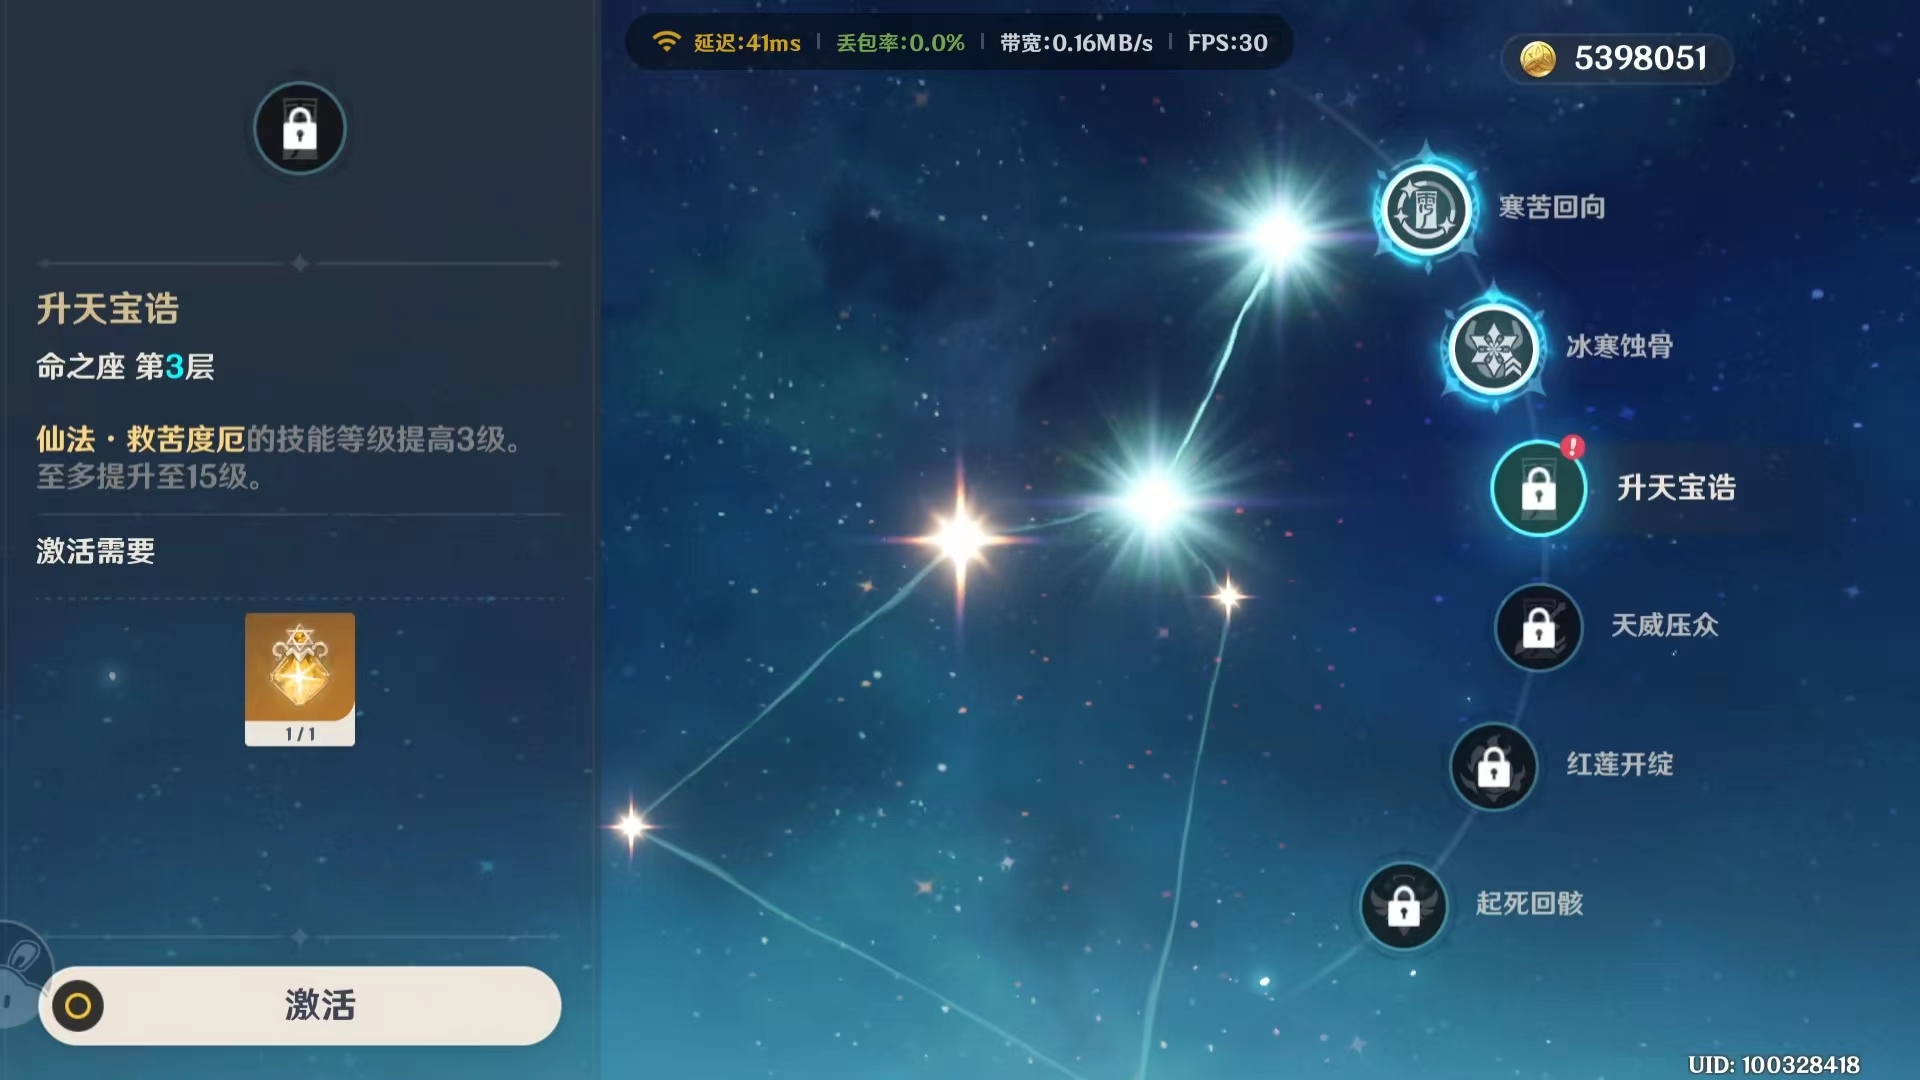 延迟:41ms | 丢包率:0.0% | 带宽:0.16MB/s | FPS:30
5398051
升天宝诰
命之座 第3层
仙法·救苦度厄的技能等级提高3级。
至多提升至15级。
激活需要
1/1
激活
寒苦回向
冰寒蚀骨
升天宝诰
天威压众
红莲开绽
起死回骸
UID: 100328418